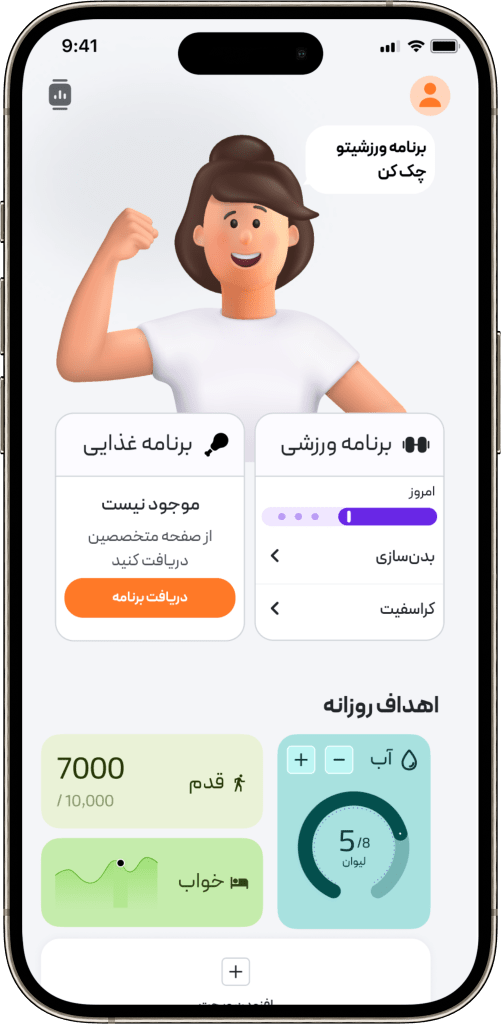 9:41
برنامه ورزشیتو
چک کن
برنامه ورزشی
امروز
بدن‌سازی
کراسفیت
برنامه غذایی
موجود نیست
از صفحه متخصصین
دریافت کنید
دریافت برنامه
اهداف روزانه
آب
− +
5/8
لیوان
قدم
7000
/ 10,000
خواب
+